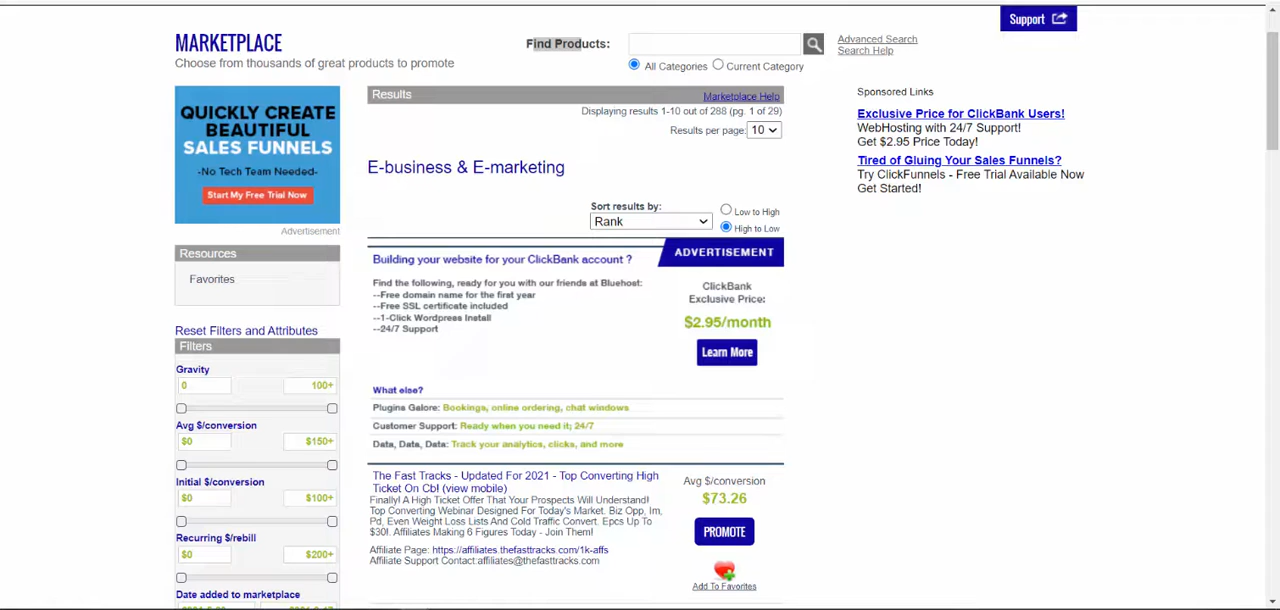 Support
MARKETPLACE
Choose from thousands of great products to promote
Find Products:
Advanced Search
Search Help
All Categories
Current Category
QUICKLY CREATE
BEAUTIFUL
SALES FUNNELS
-No Tech Team Needed-
Start My Free Trial Now
Advertisement
Resources
Favorites
Reset Filters and Attributes
Filters
Gravity
0 100+
Avg $/conversion
$0 $150+
Initial $/conversion
$0 $100+
Recurring $/rebill
$0 $200+
Date added to marketplace
Results
Marketplace Help
Displaying results 1-10 out of 288 (pg. 1 of 29)
Results per page: 10
E-business & E-marketing
Sort results by:
Rank
Low to High
High to Low
ADVERTISEMENT
Building your website for your ClickBank account ?
Find the following, ready for you with our friends at Bluehost:
--Free domain name for the first year
--Free SSL certificate included
--1-Click Wordpress Install
--24/7 Support
ClickBank
Exclusive Price:
$2.95/month
Learn More
What else?
Plugins Galore: Bookings, online ordering, chat windows
Customer Support: Ready when you need it; 24/7
Data, Data, Data: Track your analytics, clicks, and more
The Fast Tracks - Updated For 2021 - Top Converting High
Ticket On Cb! (view mobile)
Finally! A High Ticket Offer That Your Prospects Will Understand!
Top Converting Webinar Designed For Today's Market. Biz Opp, Im,
Pd, Even Weight Loss Lists And Cold Traffic Convert. Epcs Up To
$30!. Affiliates Making 6 Figures Today - Join Them!
Affiliate Page: https://affiliates.thefasttracks.com/1k-affs
Affiliate Support Contact:affiliates@thefasttracks.com
Avg $/conversion
$73.26
PROMOTE
Add To Favorites
Sponsored Links
Exclusive Price for ClickBank Users!
WebHosting with 24/7 Support!
Get $2.95 Price Today!
Tired of Gluing Your Sales Funnels?
Try ClickFunnels - Free Trial Available Now
Get Started!